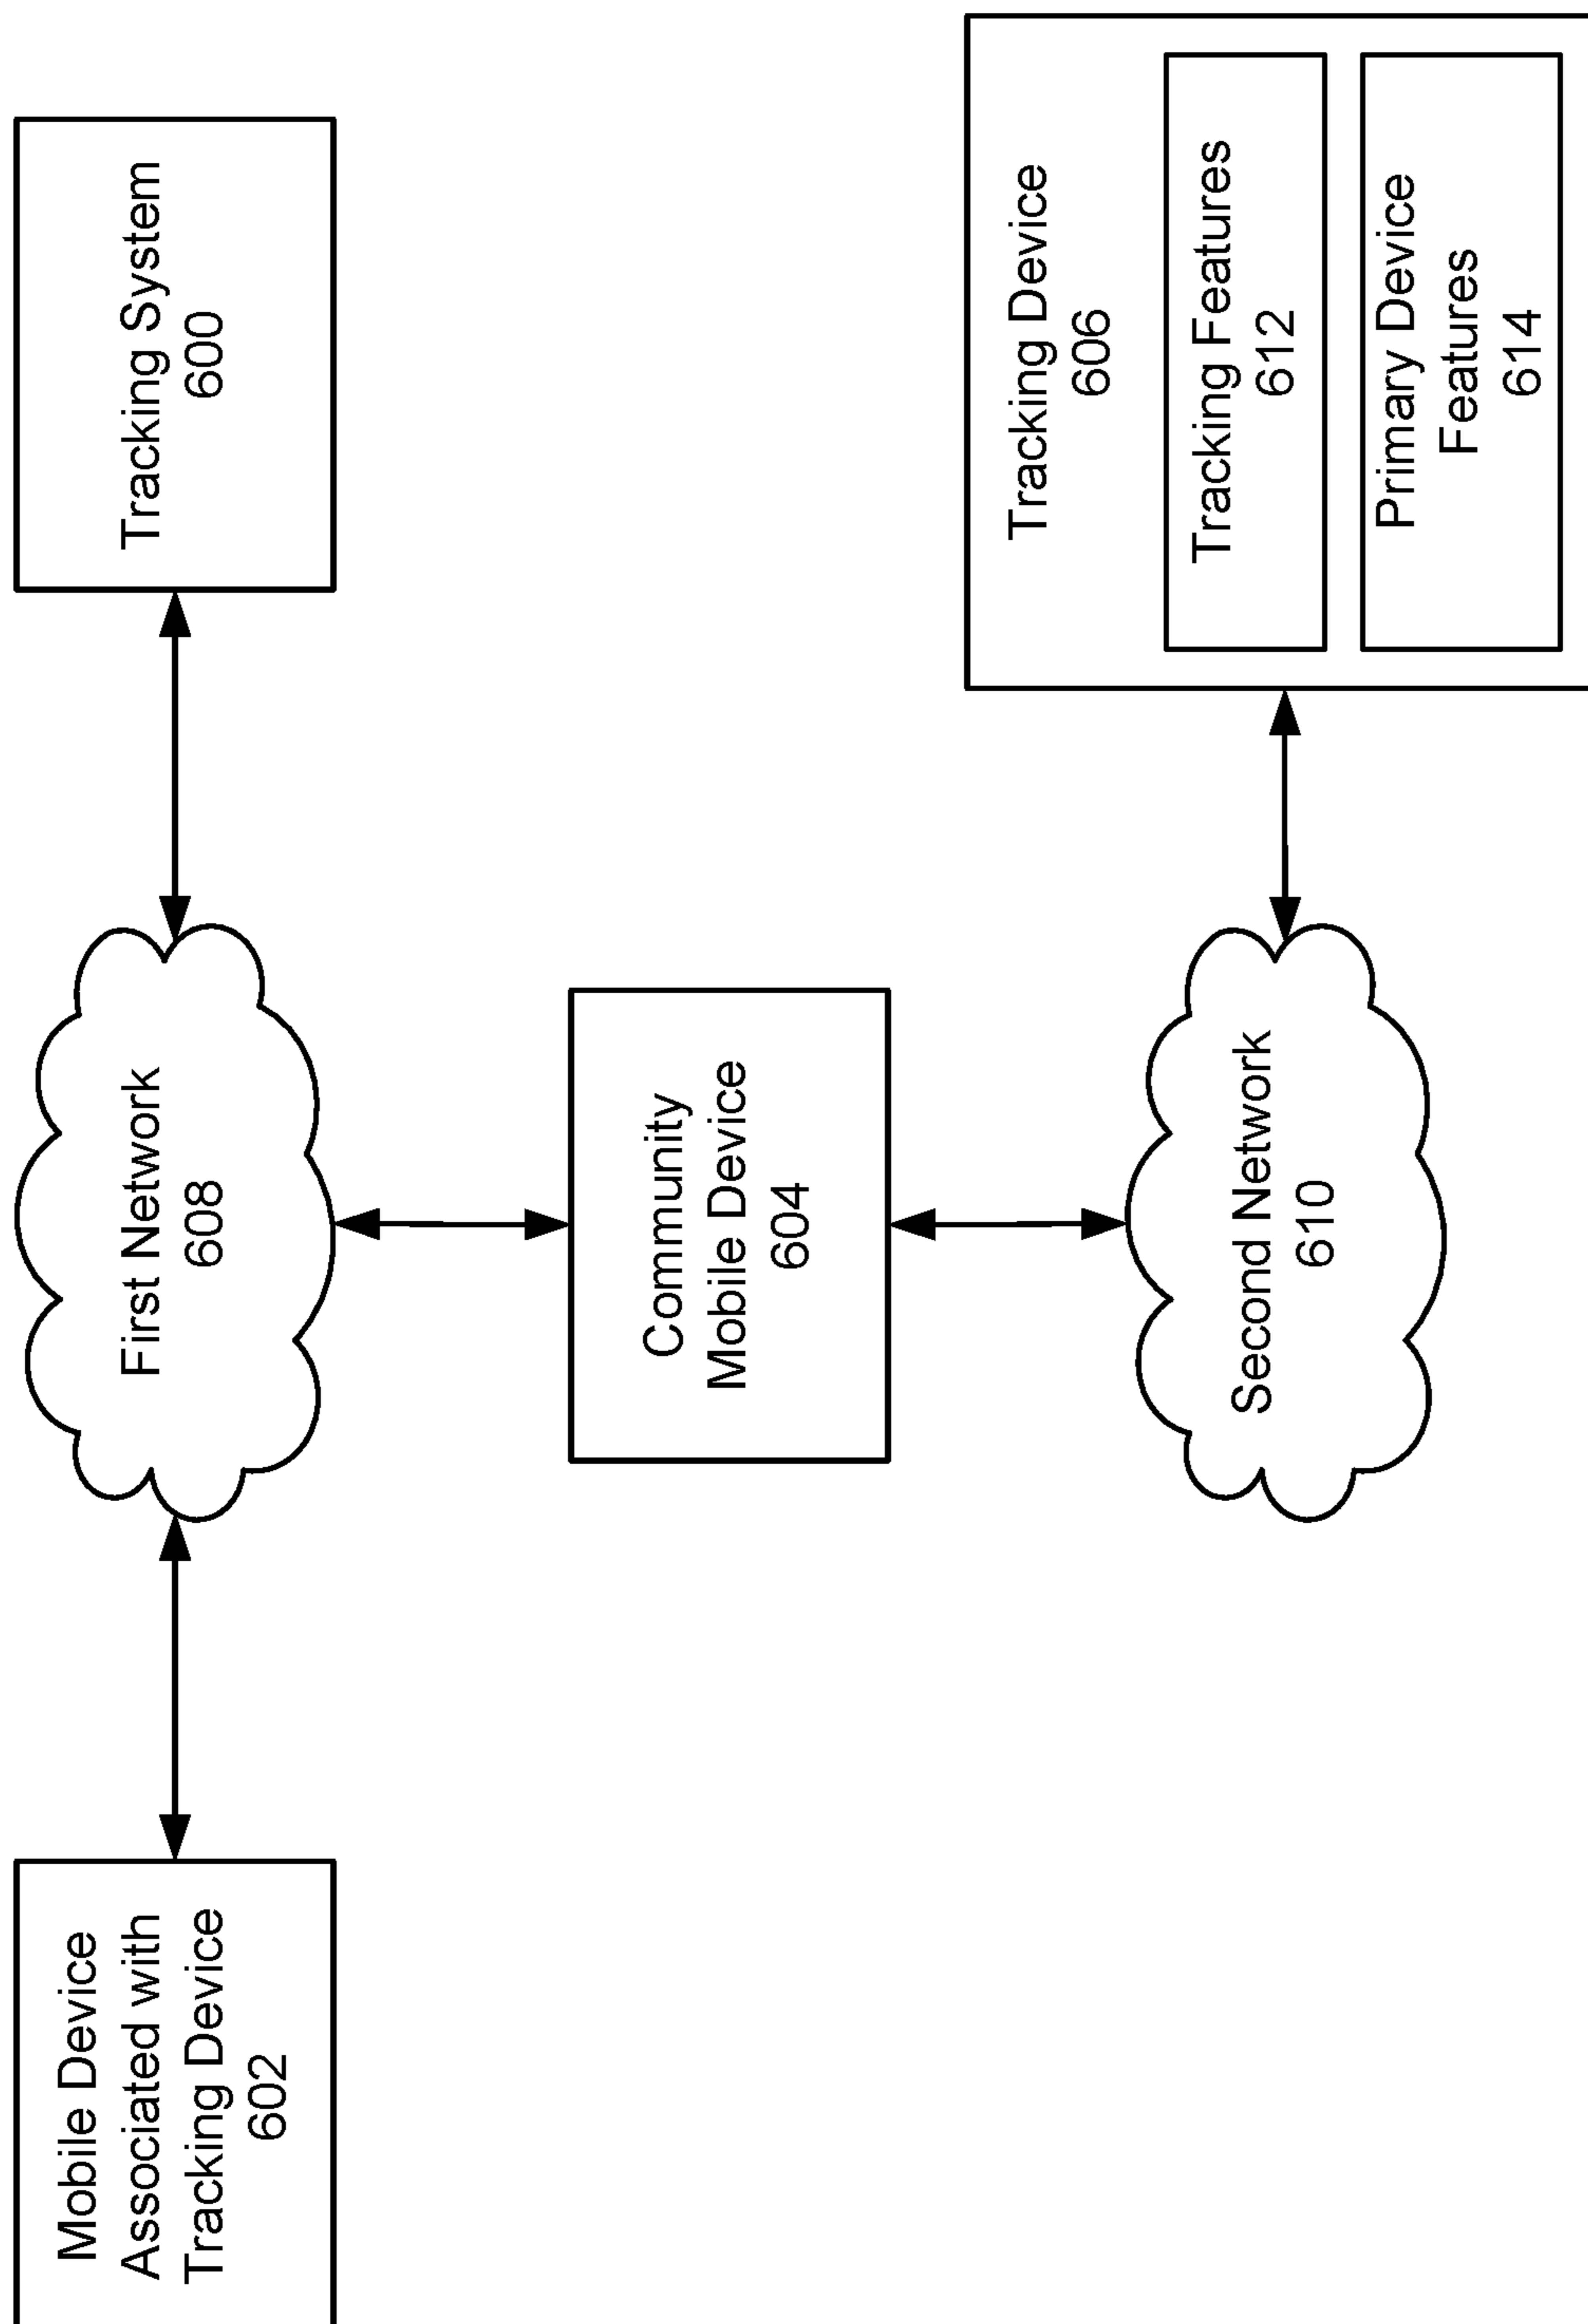 Mobile Device
Associated with
Tracking Device
602
First Network
608
Tracking System
600
Community
Mobile Device
604
Second Network
610
Tracking Device
606
Tracking Features
612
Primary Device
Features
614